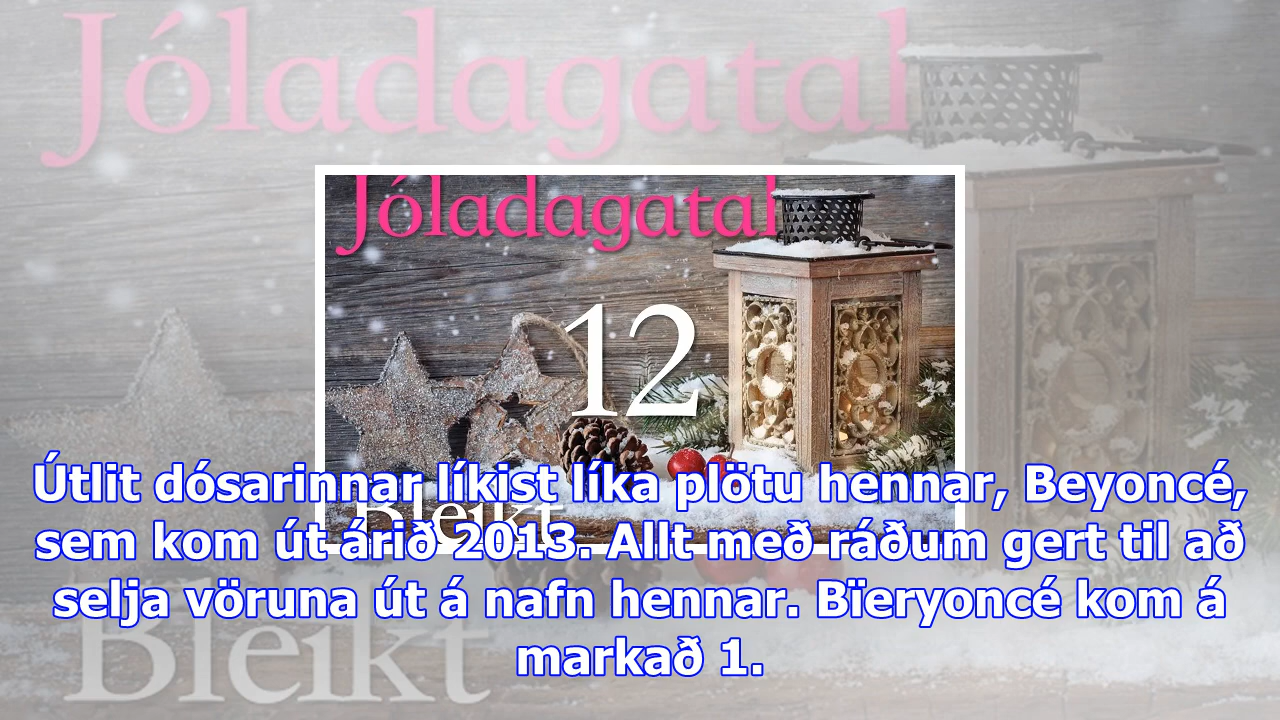 Jóladagatal
Jóladagatal
12
Bleikt
Útlit dósarinnar líkist líka plötu hennar, Beyoncé,
sem kom út árið 2013. Allt með ráðum gert til að
selja vöruna út á nafn hennar. Bïeryoncé kom á
markað 1.
Bleikt